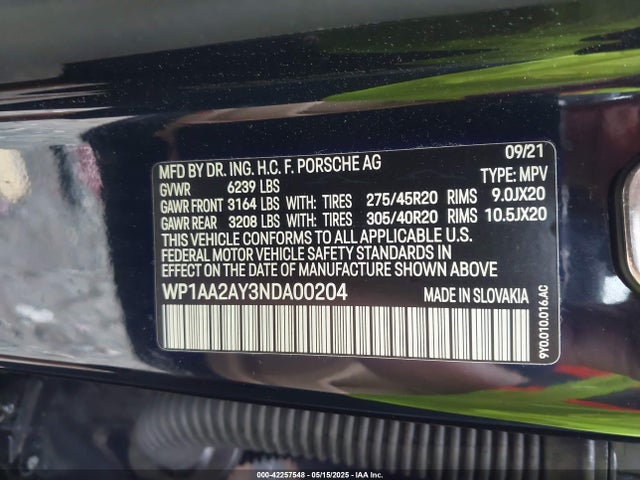 MFD BY DR. ING. H.C. F. PORSCHE AG 09/21
GVWR 6239 LBS TYPE: MPV
GAWR FRONT 3164 LBS WITH: TIRES 275/45R20 RIMS 9.0JX20
GAWR REAR 3208 LBS WITH: TIRES 305/40R20 RIMS 10.5JX20
THIS VEHICLE CONFORMS TO ALL APPLICABLE U.S.
FEDERAL MOTOR VEHICLE SAFETY STANDARDS IN
EFFECT ON THE DATE OF MANUFACTURE SHOWN ABOVE
WP1AA2AY3NDA00204 MADE IN SLOVAKIA
9Y0.010.016.AC
000-42257548 - 05/15/2025 - IAA Inc.